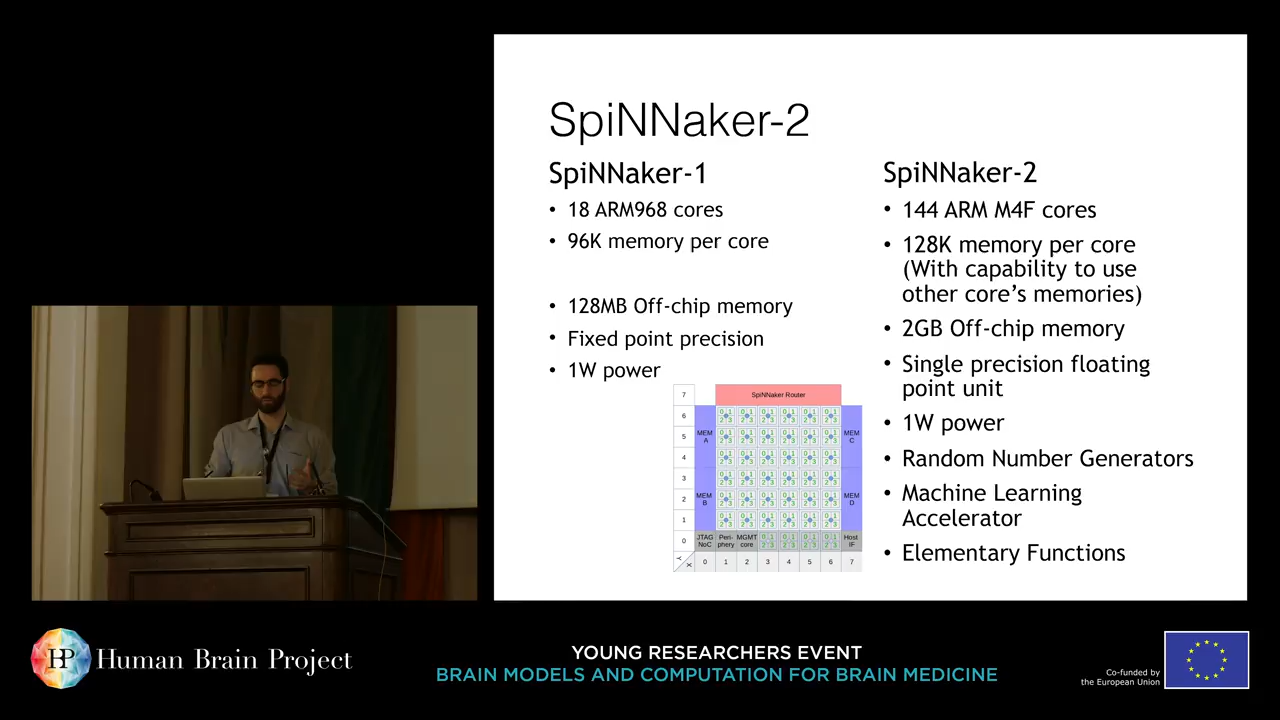 SpiNNaker-2
SpiNNaker-1
• 18 ARM968 cores
• 96K memory per core
• 128MB Off-chip memory
• Fixed point precision
• 1W power
SpiNNaker-2
• 144 ARM M4F cores
• 128K memory per core
(With capability to use
other core's memories)
• 2GB Off-chip memory
• Single precision floating
point unit
• 1W power
• Random Number Generators
• Machine Learning
Accelerator
• Elementary Functions
7
SpiNNaker Router
6
5
4
3
2
1
0
MEM
A
MEM
B
MEM
C
MEM
D
JTAG
NoC
Peri-
phery
MGMT
core
Host
IF
Y
X
0 1 2 3 4 5 6 7
HP Human Brain Project
YOUNG RESEARCHERS EVENT
BRAIN MODELS AND COMPUTATION FOR BRAIN MEDICINE
Co-funded by
the European Union